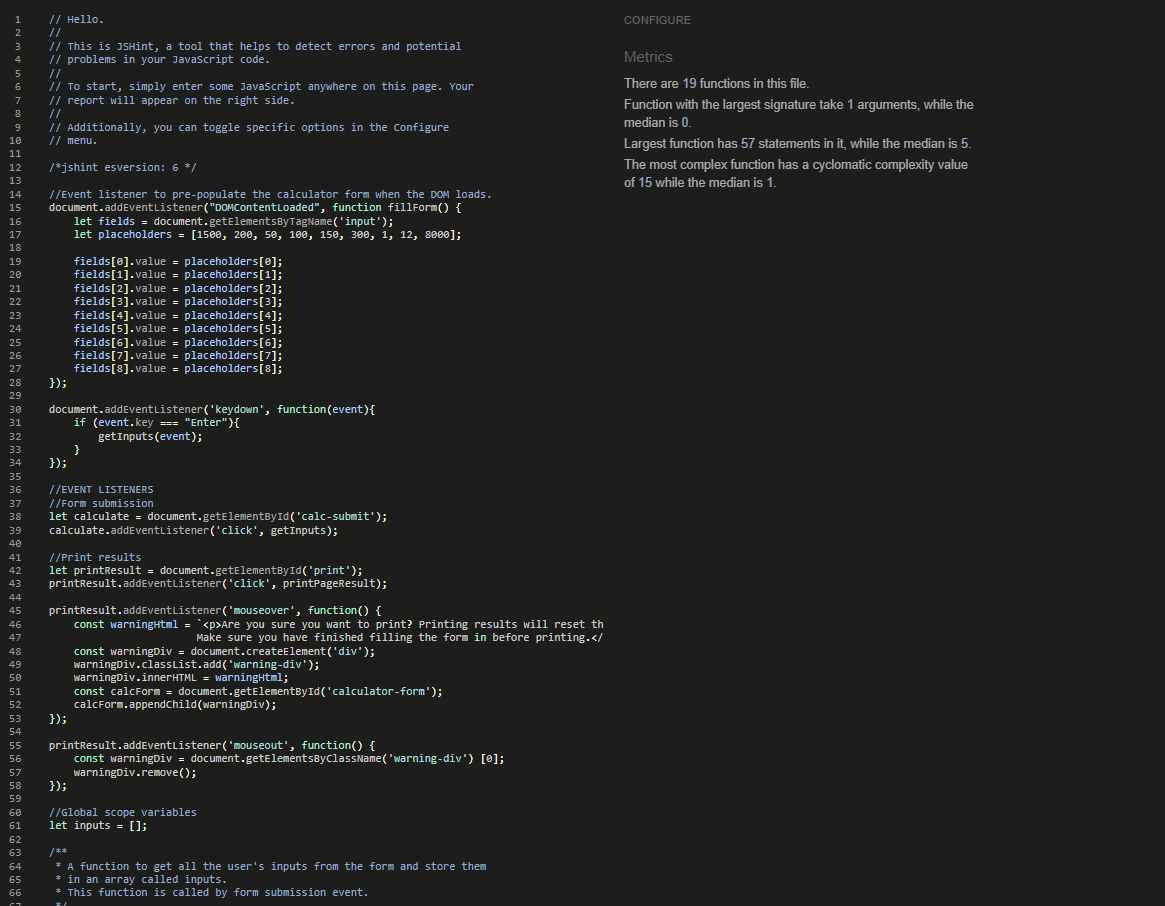 1 // Hello.
2 //
3 // This is JSHint, a tool that helps to detect errors and potential
4 // problems in your JavaScript code.
5 //
6 // To start, simply enter some JavaScript anywhere on this page. Your
7 // report will appear on the right side.
8 //
9 // Additionally, you can toggle specific options in the Configure
10 // menu.
11
12 /*jshint esversion: 6 */
13
14 //Event listener to pre-populate the calculator form when the DOM loads.
15 document.addEventListener("DOMContentLoaded", function fillForm() {
16     let fields = document.getElementsByTagName('input');
17     let placeholders = [1500, 200, 50, 100, 150, 300, 1, 12, 8000];
18
19     fields[0].value = placeholders[0];
20     fields[1].value = placeholders[1];
21     fields[2].value = placeholders[2];
22     fields[3].value = placeholders[3];
23     fields[4].value = placeholders[4];
24     fields[5].value = placeholders[5];
25     fields[6].value = placeholders[6];
26     fields[7].value = placeholders[7];
27     fields[8].value = placeholders[8];
28 });
29
30 document.addEventListener('keydown', function(event){
31     if (event.key === "Enter"){
32         getInputs(event);
33     }
34 });
35
36 //EVENT LISTENERS
37 //Form submission
38 let calculate = document.getElementById('calc-submit');
39 calculate.addEventListener('click', getInputs);
40
41 //Print results
42 let printResult = document.getElementById('print');
43 printResult.addEventListener('click', printPageResult);
44
45 printResult.addEventListener('mouseover', function() {
46     const warningHtml = `<p>Are you sure you want to print? Printing results will reset th
47                         Make sure you have finished filling the form in before printing.</
48     const warningDiv = document.createElement('div');
49     warningDiv.classList.add('warning-div');
50     warningDiv.innerHTML = warningHtml;
51     const calcForm = document.getElementById('calculator-form');
52     calcForm.appendChild(warningDiv);
53 });
54
55 printResult.addEventListener('mouseout', function() {
56     const warningDiv = document.getElementsByClassName('warning-div') [0];
57     warningDiv.remove();
58 });
59
60 //Global scope variables
61 let inputs = [];
62
63 /**
64  * A function to get all the user's inputs from the form and store them
65  * in an array called inputs.
66  * This function is called by form submission event.
67  */
CONFIGURE
Metrics
There are 19 functions in this file.
Function with the largest signature take 1 arguments, while the
median is 0.
Largest function has 57 statements in it, while the median is 5.
The most complex function has a cyclomatic complexity value
of 15 while the median is 1.